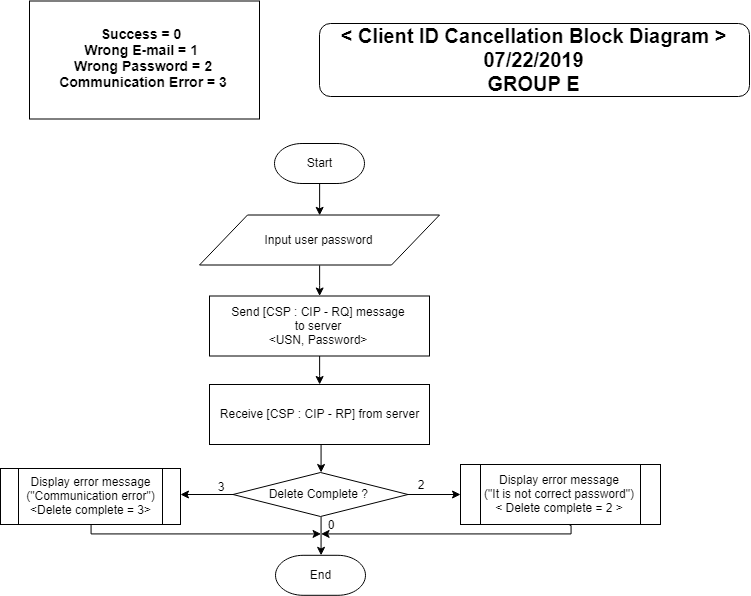 Success = 0
Wrong E-mail = 1
Wrong Password = 2
Communication Error = 3
< Client ID Cancellation Block Diagram >
07/22/2019
GROUP E
Start
Input user password
Send [CSP : CIP - RQ] message
to server
<USN, Password>
Receive [CSP : CIP - RP] from server
Display error message
("Communication error")
<Delete complete = 3>
3
Delete Complete ?
2
Display error message
("It is not correct password")
< Delete complete = 2 >
0
End